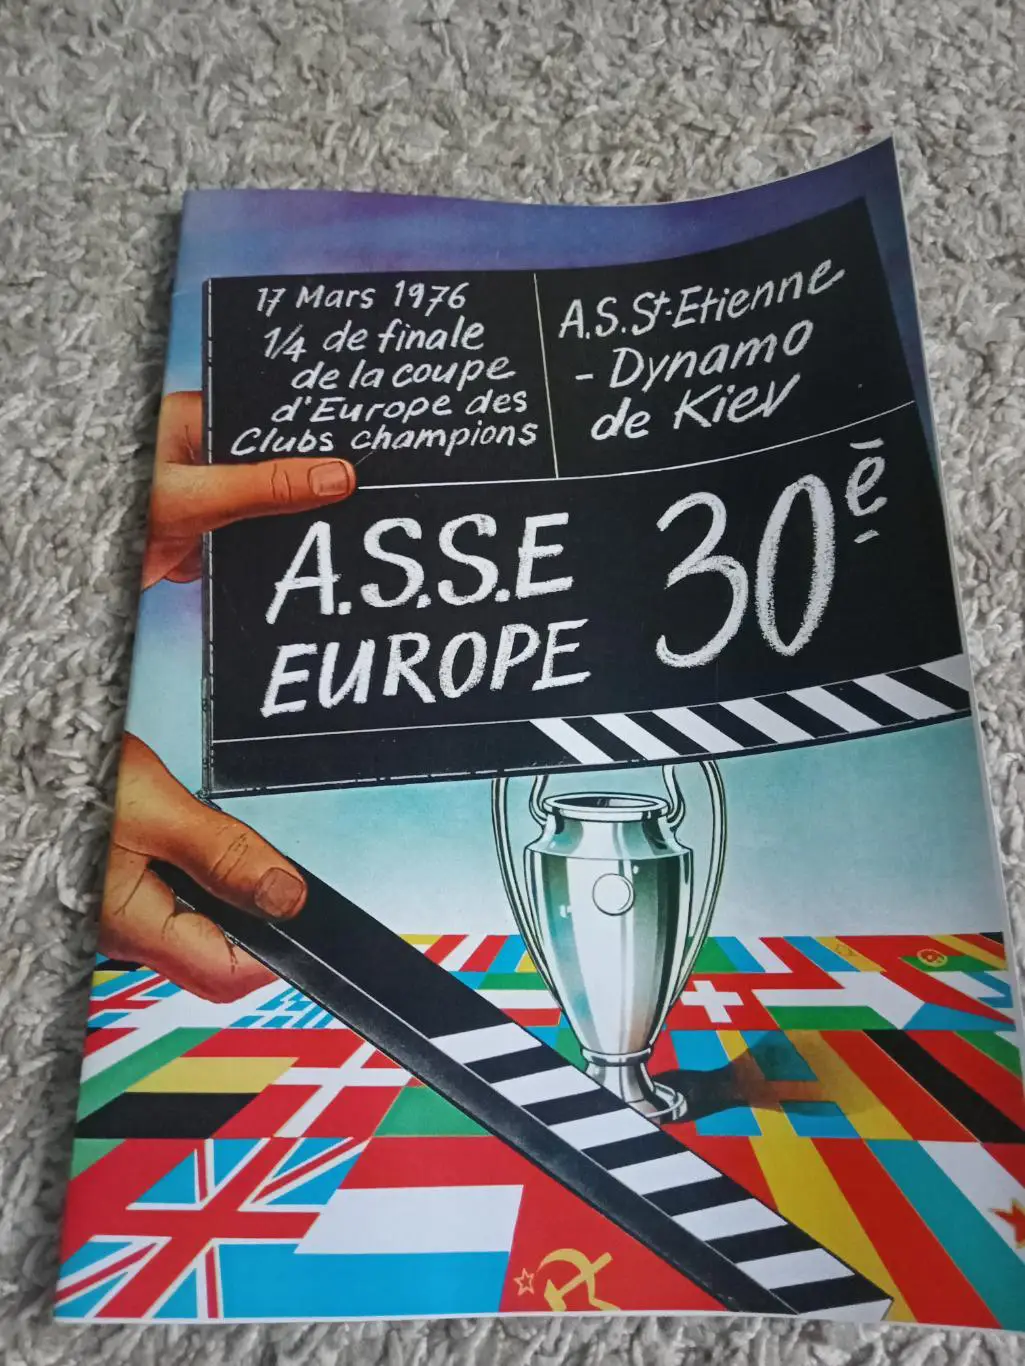 17 Mars 1976
1/4 de finale
de la coupe
d'Europe des
Clubs champions
A.S.St-Etienne
- Dynamo
de Kiev
A.S.S.E
EUROPE
30è